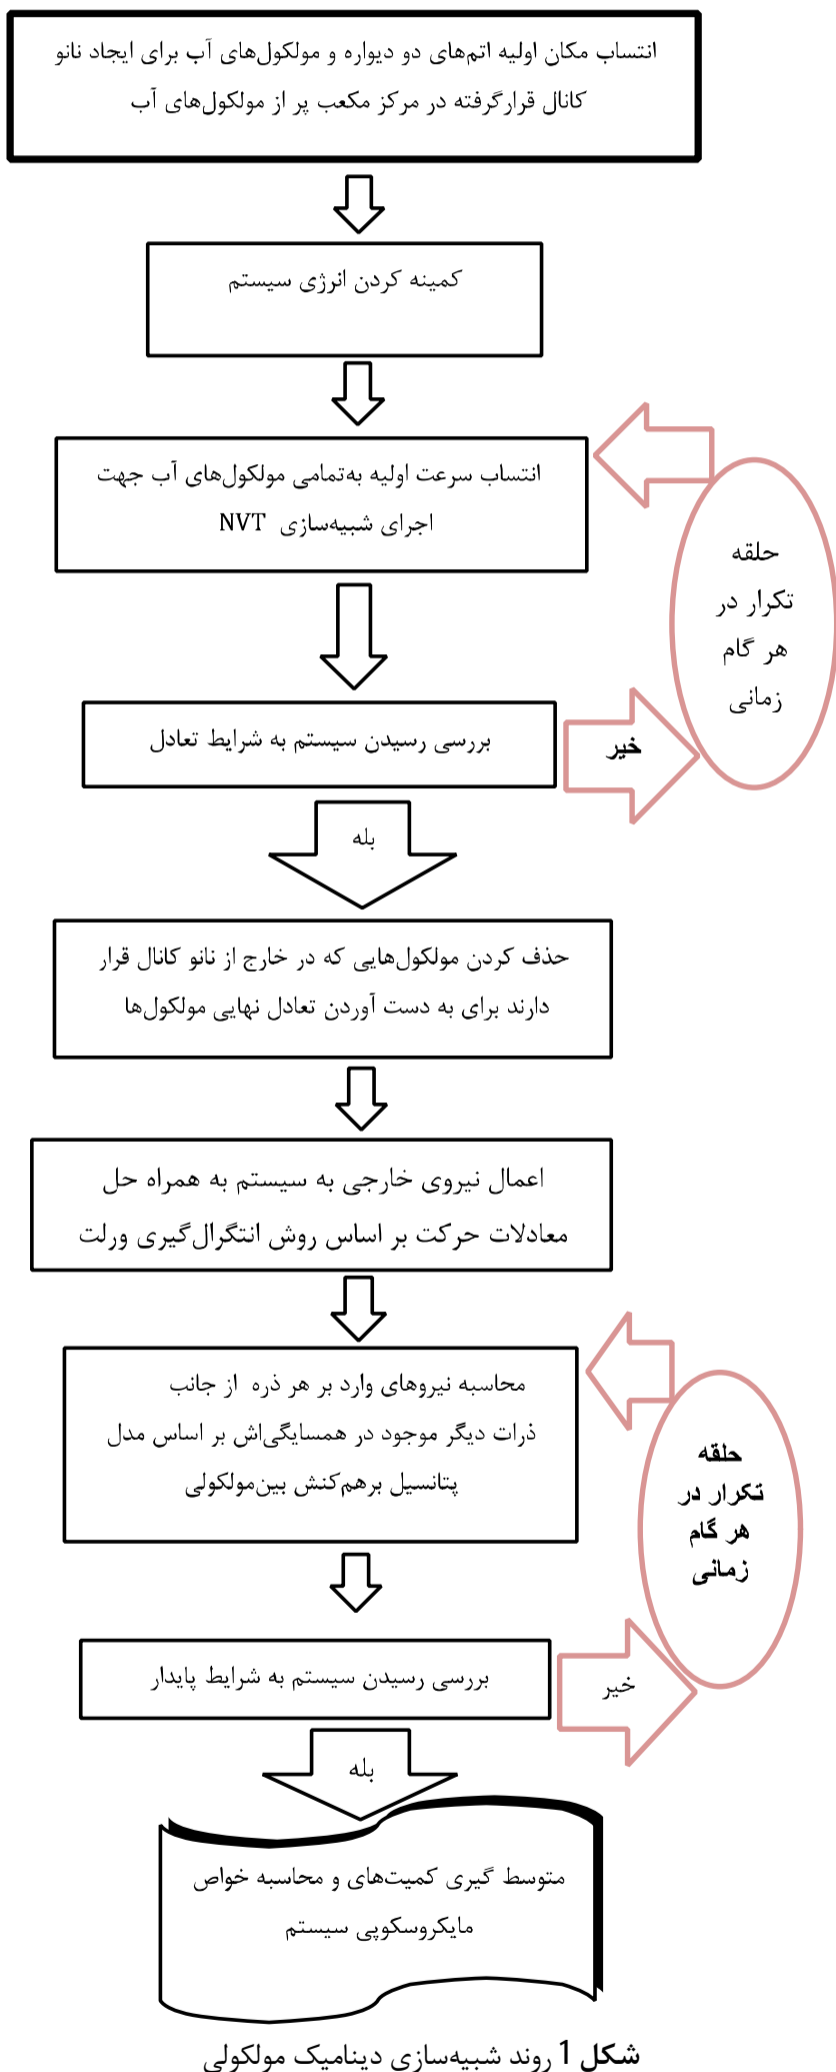 انتساب مکان اولیه اتم‌های دو دیواره و مولکول‌های آب برای ایجاد نانو
کانال قرارگرفته در مرکز مکعب پر از مولکول‌های آب
کمینه کردن انرژی سیستم
انتساب سرعت اولیه به‌تمامی مولکول‌های آب جهت
اجرای شبیه‌سازی NVT
حلقه
تکرار در
هر گام
زمانی
بررسی رسیدن سیستم به شرایط تعادل
خیر
بله
حذف کردن مولکول‌هایی که در خارج از نانو کانال قرار
دارند برای به دست آوردن تعادل نهایی مولکول‌ها
اعمال نیروی خارجی به سیستم به همراه حل
معادلات حرکت بر اساس روش انتگرال‌گیری ورلت
محاسبه نیروهای وارد بر هر ذره از جانب
ذرات دیگر موجود در همسایگی‌اش بر اساس مدل
پتانسیل برهم‌کنش بین‌مولکولی
حلقه
تکرار در
هر گام
زمانی
بررسی رسیدن سیستم به شرایط پایدار
خیر
بله
متوسط گیری کمیت‌های و محاسبه خواص
مایکروسکوپی سیستم
شکل 1 روند شبیه‌سازی دینامیک مولکولی